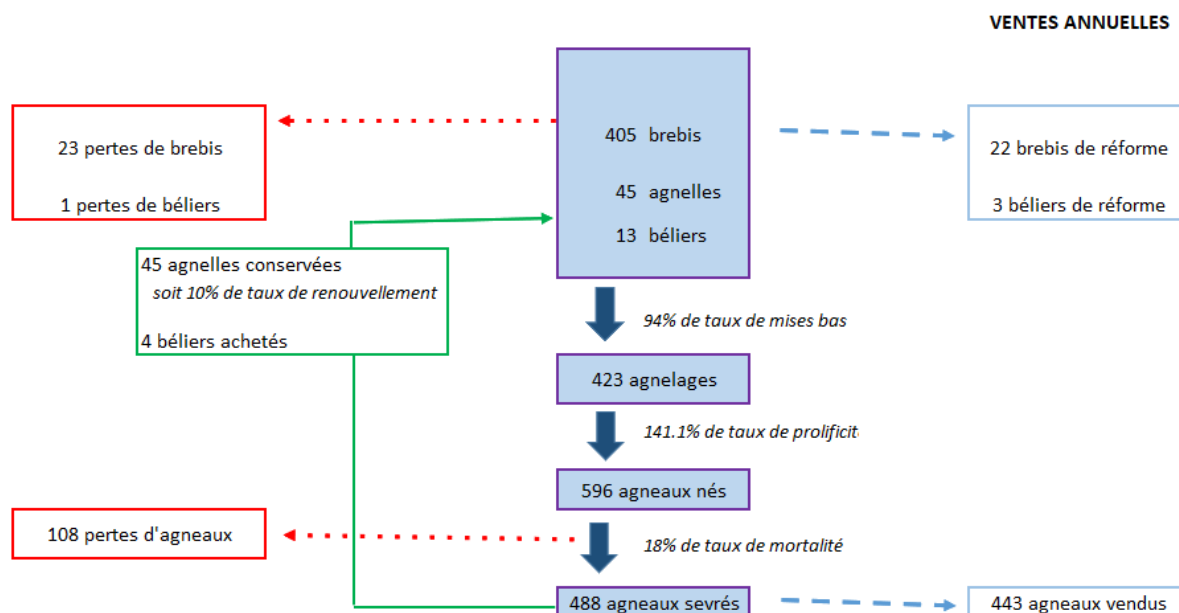 VENTES ANNUELLES
23 pertes de brebis
1 pertes de béliers
405 brebis
45 agnelles
13 béliers
22 brebis de réforme
3 béliers de réforme
45 agnelles conservées
soit 10% de taux de renouvellement
4 béliers achetés
94% de taux de mises bas
423 agnelages
141.1% de taux de prolificit
596 agneaux nés
108 pertes d'agneaux
18% de taux de mortalité
488 agneaux sevrés
443 agneaux vendus